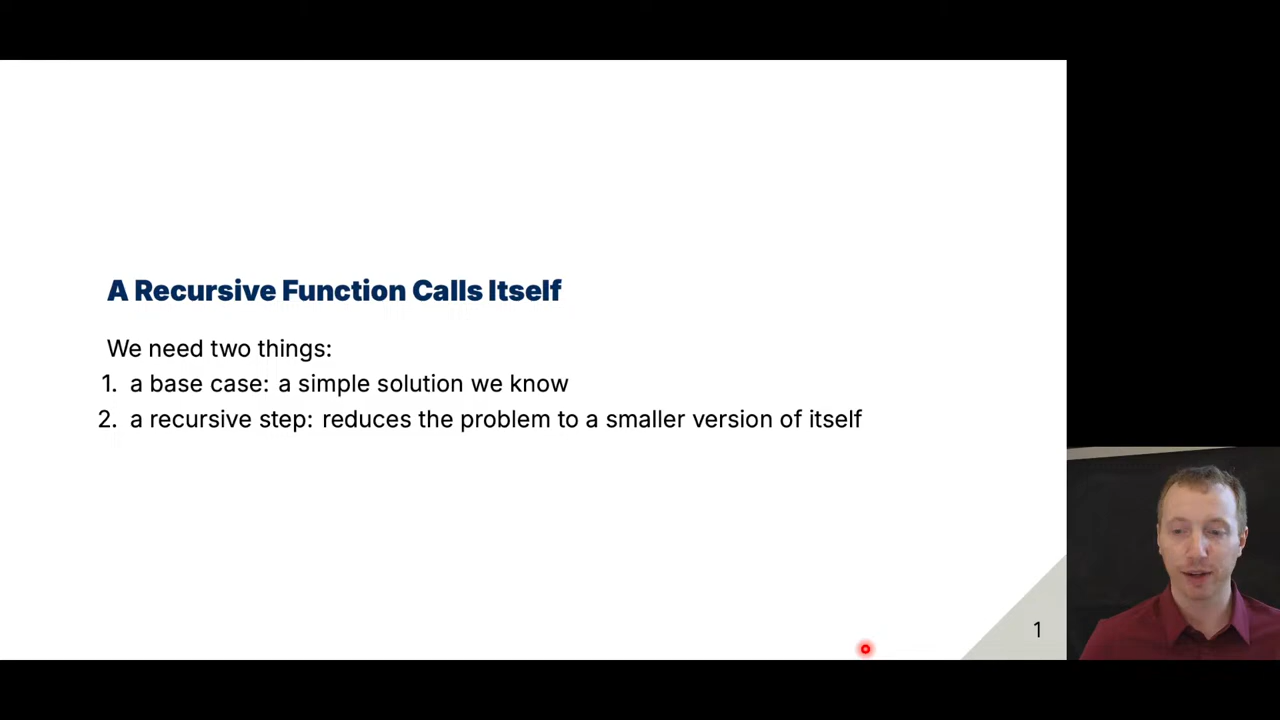 A Recursive Function Calls Itself
We need two things:
1. a base case: a simple solution we know
2. a recursive step: reduces the problem to a smaller version of itself
1